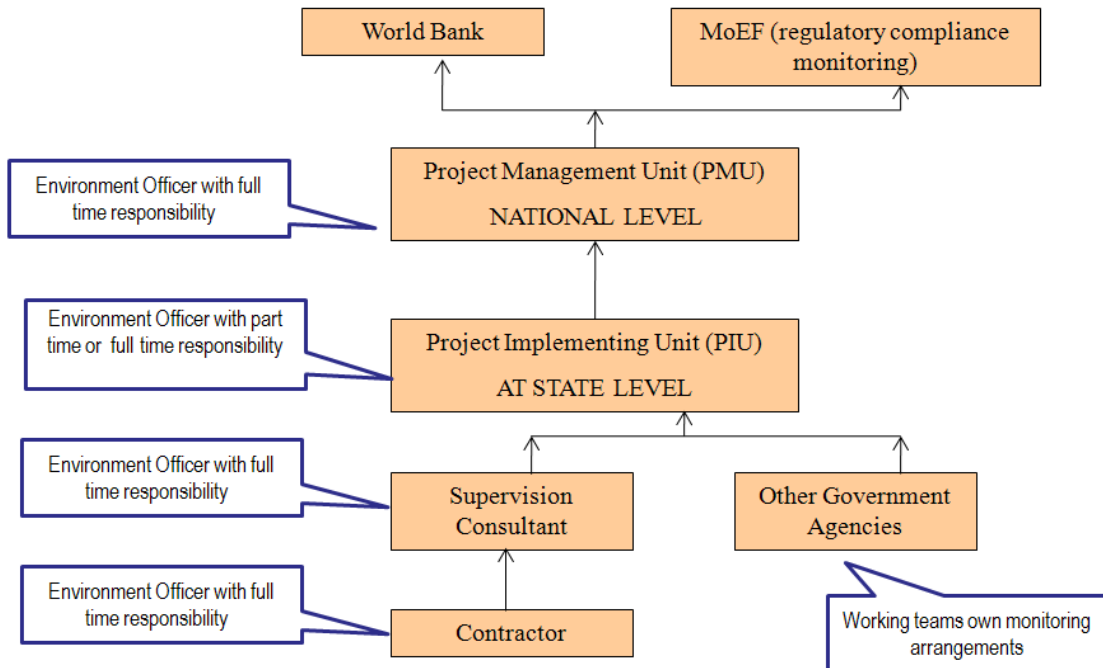 World Bank
MoEF (regulatory compliance
monitoring)
Environment Officer with full
time responsibility
Project Management Unit (PMU)
NATIONAL LEVEL
Environment Officer with part
time or full time responsibility
Project Implementing Unit (PIU)
AT STATE LEVEL
Environment Officer with full
time responsibility
Supervision
Consultant
Other Government
Agencies
Environment Officer with full
time responsibility
Contractor
Working teams own monitoring
arrangements